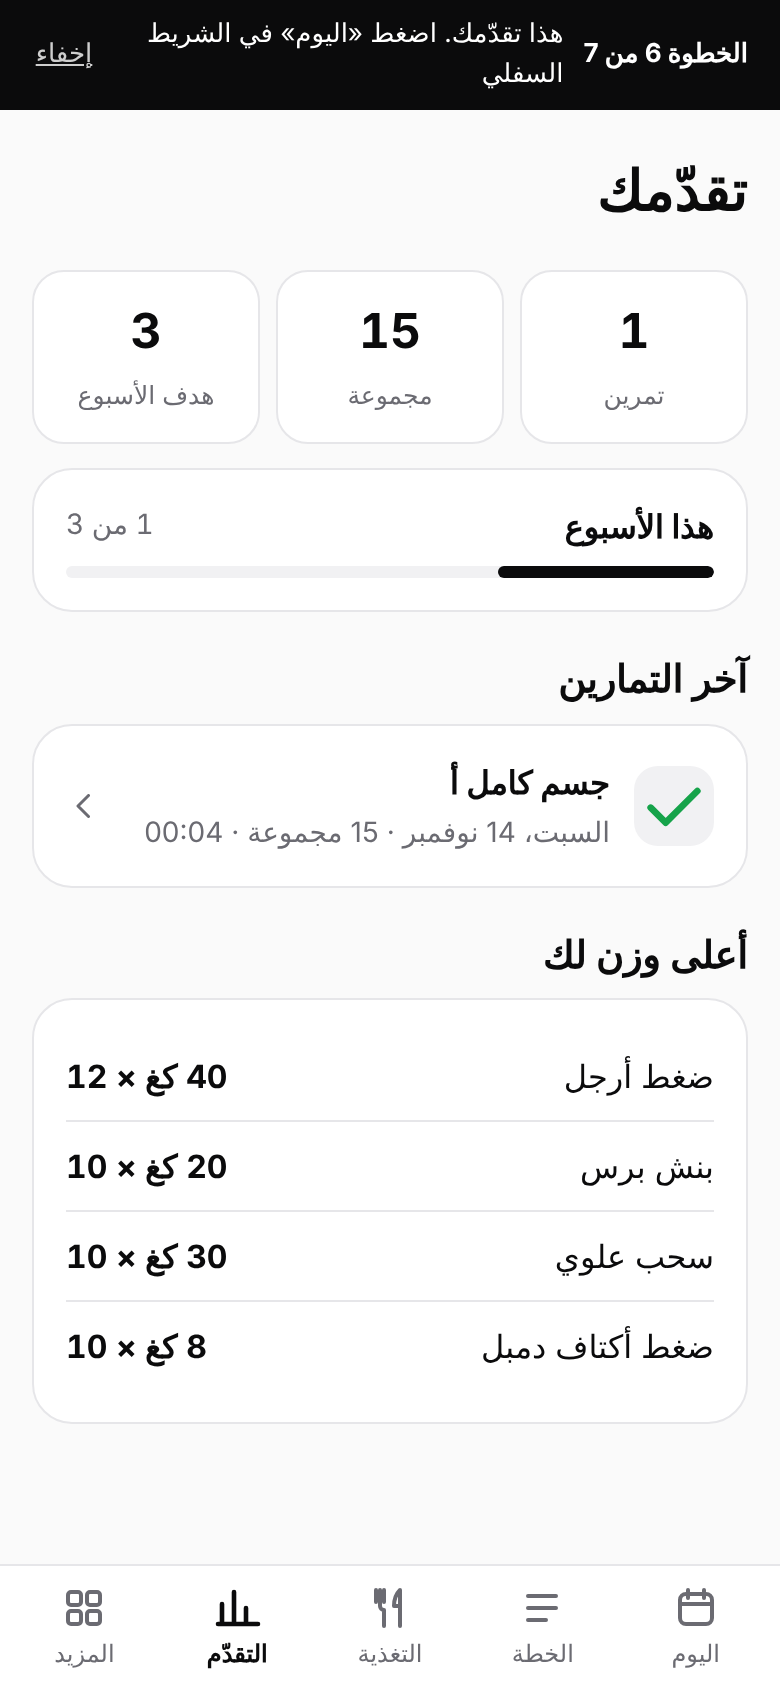 الخطوة 6 من 7
هذا تقدّمك. اضغط «اليوم» في الشريط
السفلي
إخفاء
تقدّمك
1
تمرين
15
مجموعة
3
هدف الأسبوع
هذا الأسبوع
1 من 3
آخر التمارين
جسم كامل أ
السبت، 14 نوفمبر · 15 مجموعة · 00:04
أعلى وزن لك
ضغط أرجل
40 كغ × 12
بنش برس
20 كغ × 10
سحب علوي
30 كغ × 10
ضغط أكتاف دمبل
8 كغ × 10
اليوم
الخطة
التغذية
التقدّم
المزيد